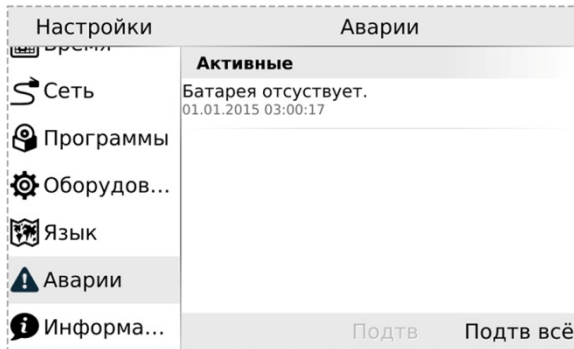 Настройки
Аварии
Время
Активные
Сеть
Батарея отсуствует.
01.01.2015 03:00:17
Программы
Оборудов...
Язык
Аварии
Информа...
Подтв
Подтв всё